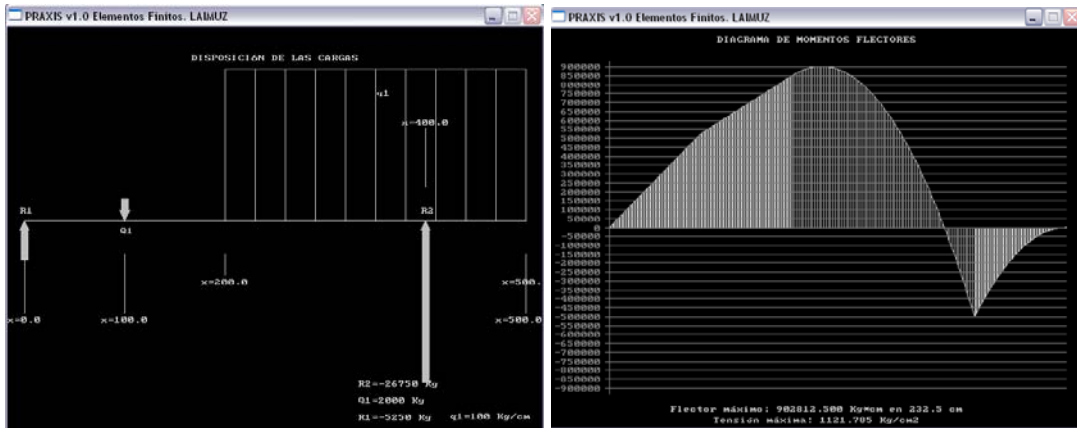 PRAXIS v1.0 Elementos Finitos. LAIMUZ
DISPOSICIÓN DE LAS CARGAS
q1
x=400.0
R1
R2
Q1
x=200.0
x=500.
x=0.0
x=100.0
x=500.0
R2=-26750 Kg
Q1=2000 Kg
R1=-5250 Kg q1=100 Kg/cm
PRAXIS v1.0 Elementos Finitos. LAIMUZ
DIAGRAMA DE MOMENTOS FLECTORES
900000
850000
800000
750000
700000
650000
600000
550000
500000
450000
400000
350000
300000
250000
200000
150000
100000
50000
0
-50000
-100000
-150000
-200000
-250000
-300000
-350000
-400000
-450000
-500000
-550000
-600000
-650000
-700000
-750000
-800000
-850000
-900000
Flector máximo: 902812.500 Kg*cm en 232.5 cm
Tensión máxima: 1121.785 Kg/cm2